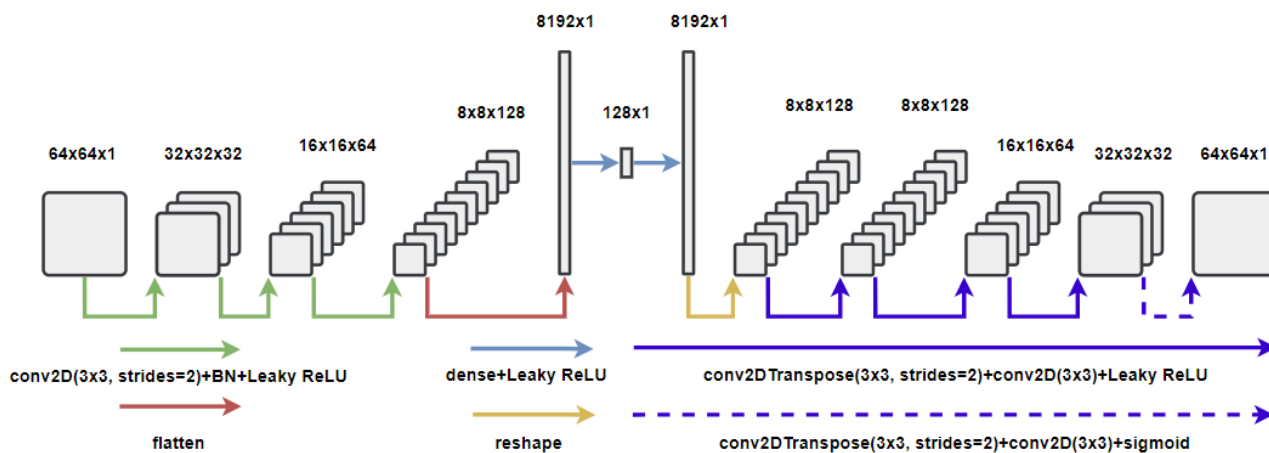 8192x1 8192x1
8x8x128 128x1 8x8x128 8x8x128
64x64x1 32x32x32 16x16x64 16x16x64 32x32x32 64x64x1
conv2D(3x3, strides=2)+BN+Leaky ReLU dense+Leaky ReLU conv2DTranspose(3x3, strides=2)+conv2D(3x3)+Leaky ReLU
flatten reshape conv2DTranspose(3x3, strides=2)+conv2D(3x3)+sigmoid